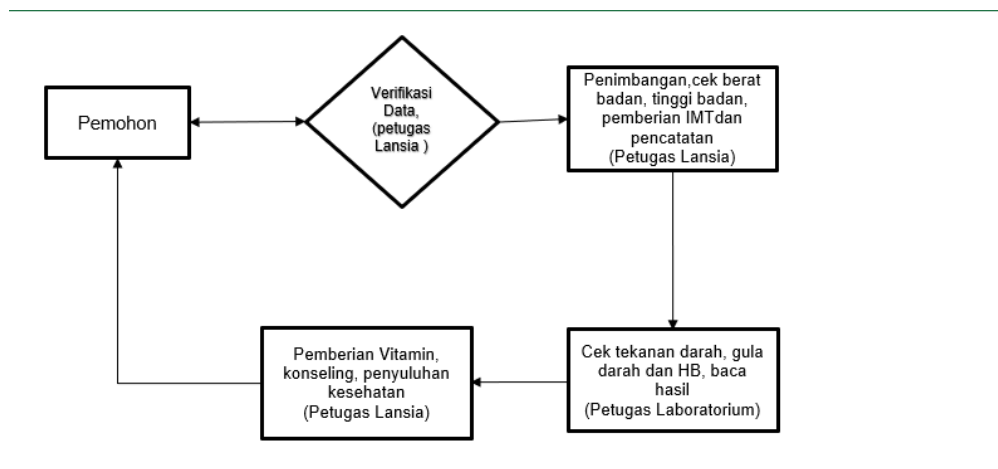 Pemohon
Verifikasi
Data,
(petugas
Lansia )
Penimbangan,cek berat
badan, tinggi badan,
pemberian IMTdan
pencatatan
(Petugas Lansia)
Cek tekanan darah, gula
darah dan HB, baca
hasil
(Petugas Laboratorium)
Pemberian Vitamin,
konseling, penyuluhan
kesehatan
(Petugas Lansia)